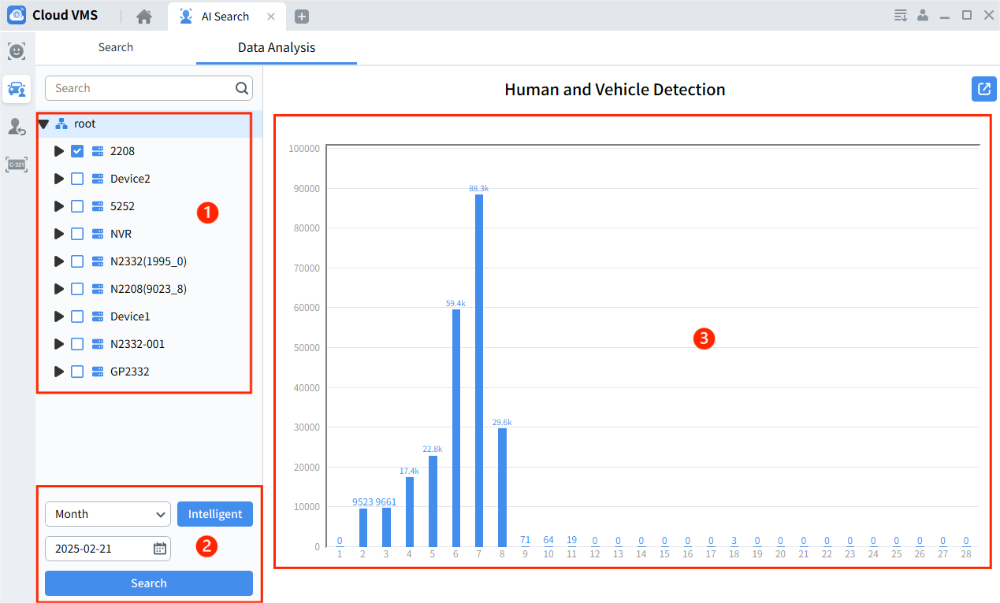 Cloud VMS
AI Search
Search
Data Analysis
Search
root
2208
Device2
5252
NVR
N2332(1995_0)
N2208(9023_8)
Device1
N2332-001
GP2332
1
C-321
Month
Intelligent
2025-02-21
2
Search
Human and Vehicle Detection
100000
90000
80000
70000
60000
50000
40000
30000
20000
10000
0
0 9523 9661 17.4k 22.8k 59.4k 88.3k 29.6k 71 64 19 0 0 0 0 0 0 3 0 0 0 0 0 0 0 0 0 0
1 2 3 4 5 6 7 8 9 10 11 12 13 14 15 16 17 18 19 20 21 22 23 24 25 26 27 28
3